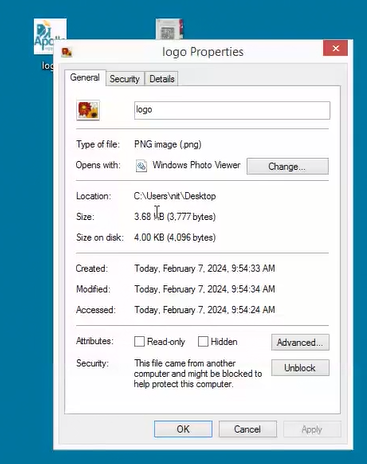 logo Properties
General Security Details
logo
Type of file: PNG image (.png)
Opens with: Windows Photo Viewer Change...
Location: C:\Users\nit\Desktop
Size: 3.68 KB (3,777 bytes)
Size on disk: 4.00 KB (4,096 bytes)
Created: Today, February 7, 2024, 9:54:33 AM
Modified: Today, February 7, 2024, 9:54:34 AM
Accessed: Today, February 7, 2024, 9:54:24 AM
Attributes: Read-only Hidden Advanced...
Security: This file came from another
computer and might be blocked to
help protect this computer.
Unblock
OK Cancel Apply